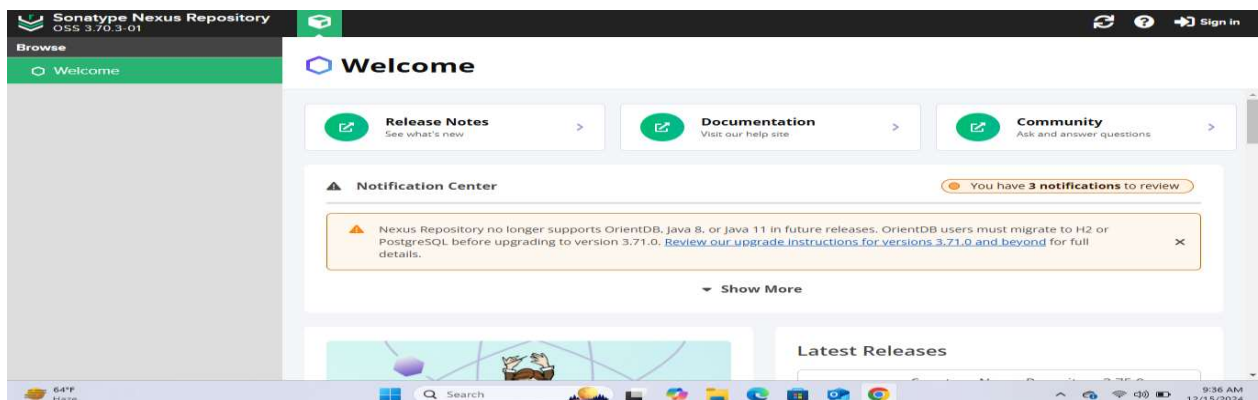 Sonatype Nexus Repository
OSS 3.70.3-01
Sign in
Browse
Welcome
Welcome
Release Notes
See what's new
Documentation
Visit our help site
Community
Ask and answer questions
Notification Center
You have 3 notifications to review
Nexus Repository no longer supports OrientDB, Java 8, or Java 11 in future releases. OrientDB users must migrate to H2 or
PostgreSQL before upgrading to version 3.71.0. Review our upgrade instructions for versions 3.71.0 and beyond for full
details.
Show More
Latest Releases
64°F
Haze
Search
9:36 AM
12/15/2024